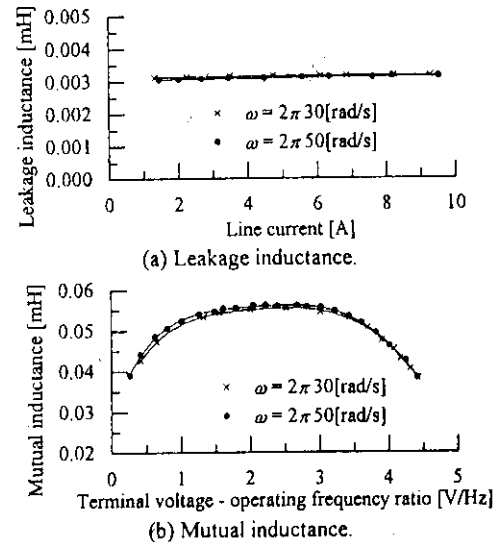 Leakage inductance [mH]
0.005
0.004
0.003
0.002
0.001
0.000
× ω = 2π 30[rad/s]
• ω = 2π 50[rad/s]
0 2 4 6 8 10
Line current [A]
(a) Leakage inductance.
Mutual inductance [mH]
0.06
0.05
0.04
0.03
0.02
× ω = 2π 30[rad/s]
• ω = 2π 50[rad/s]
0 1 2 3 4 5
Terminal voltage - operating frequency ratio [V/Hz]
(b) Mutual inductance.